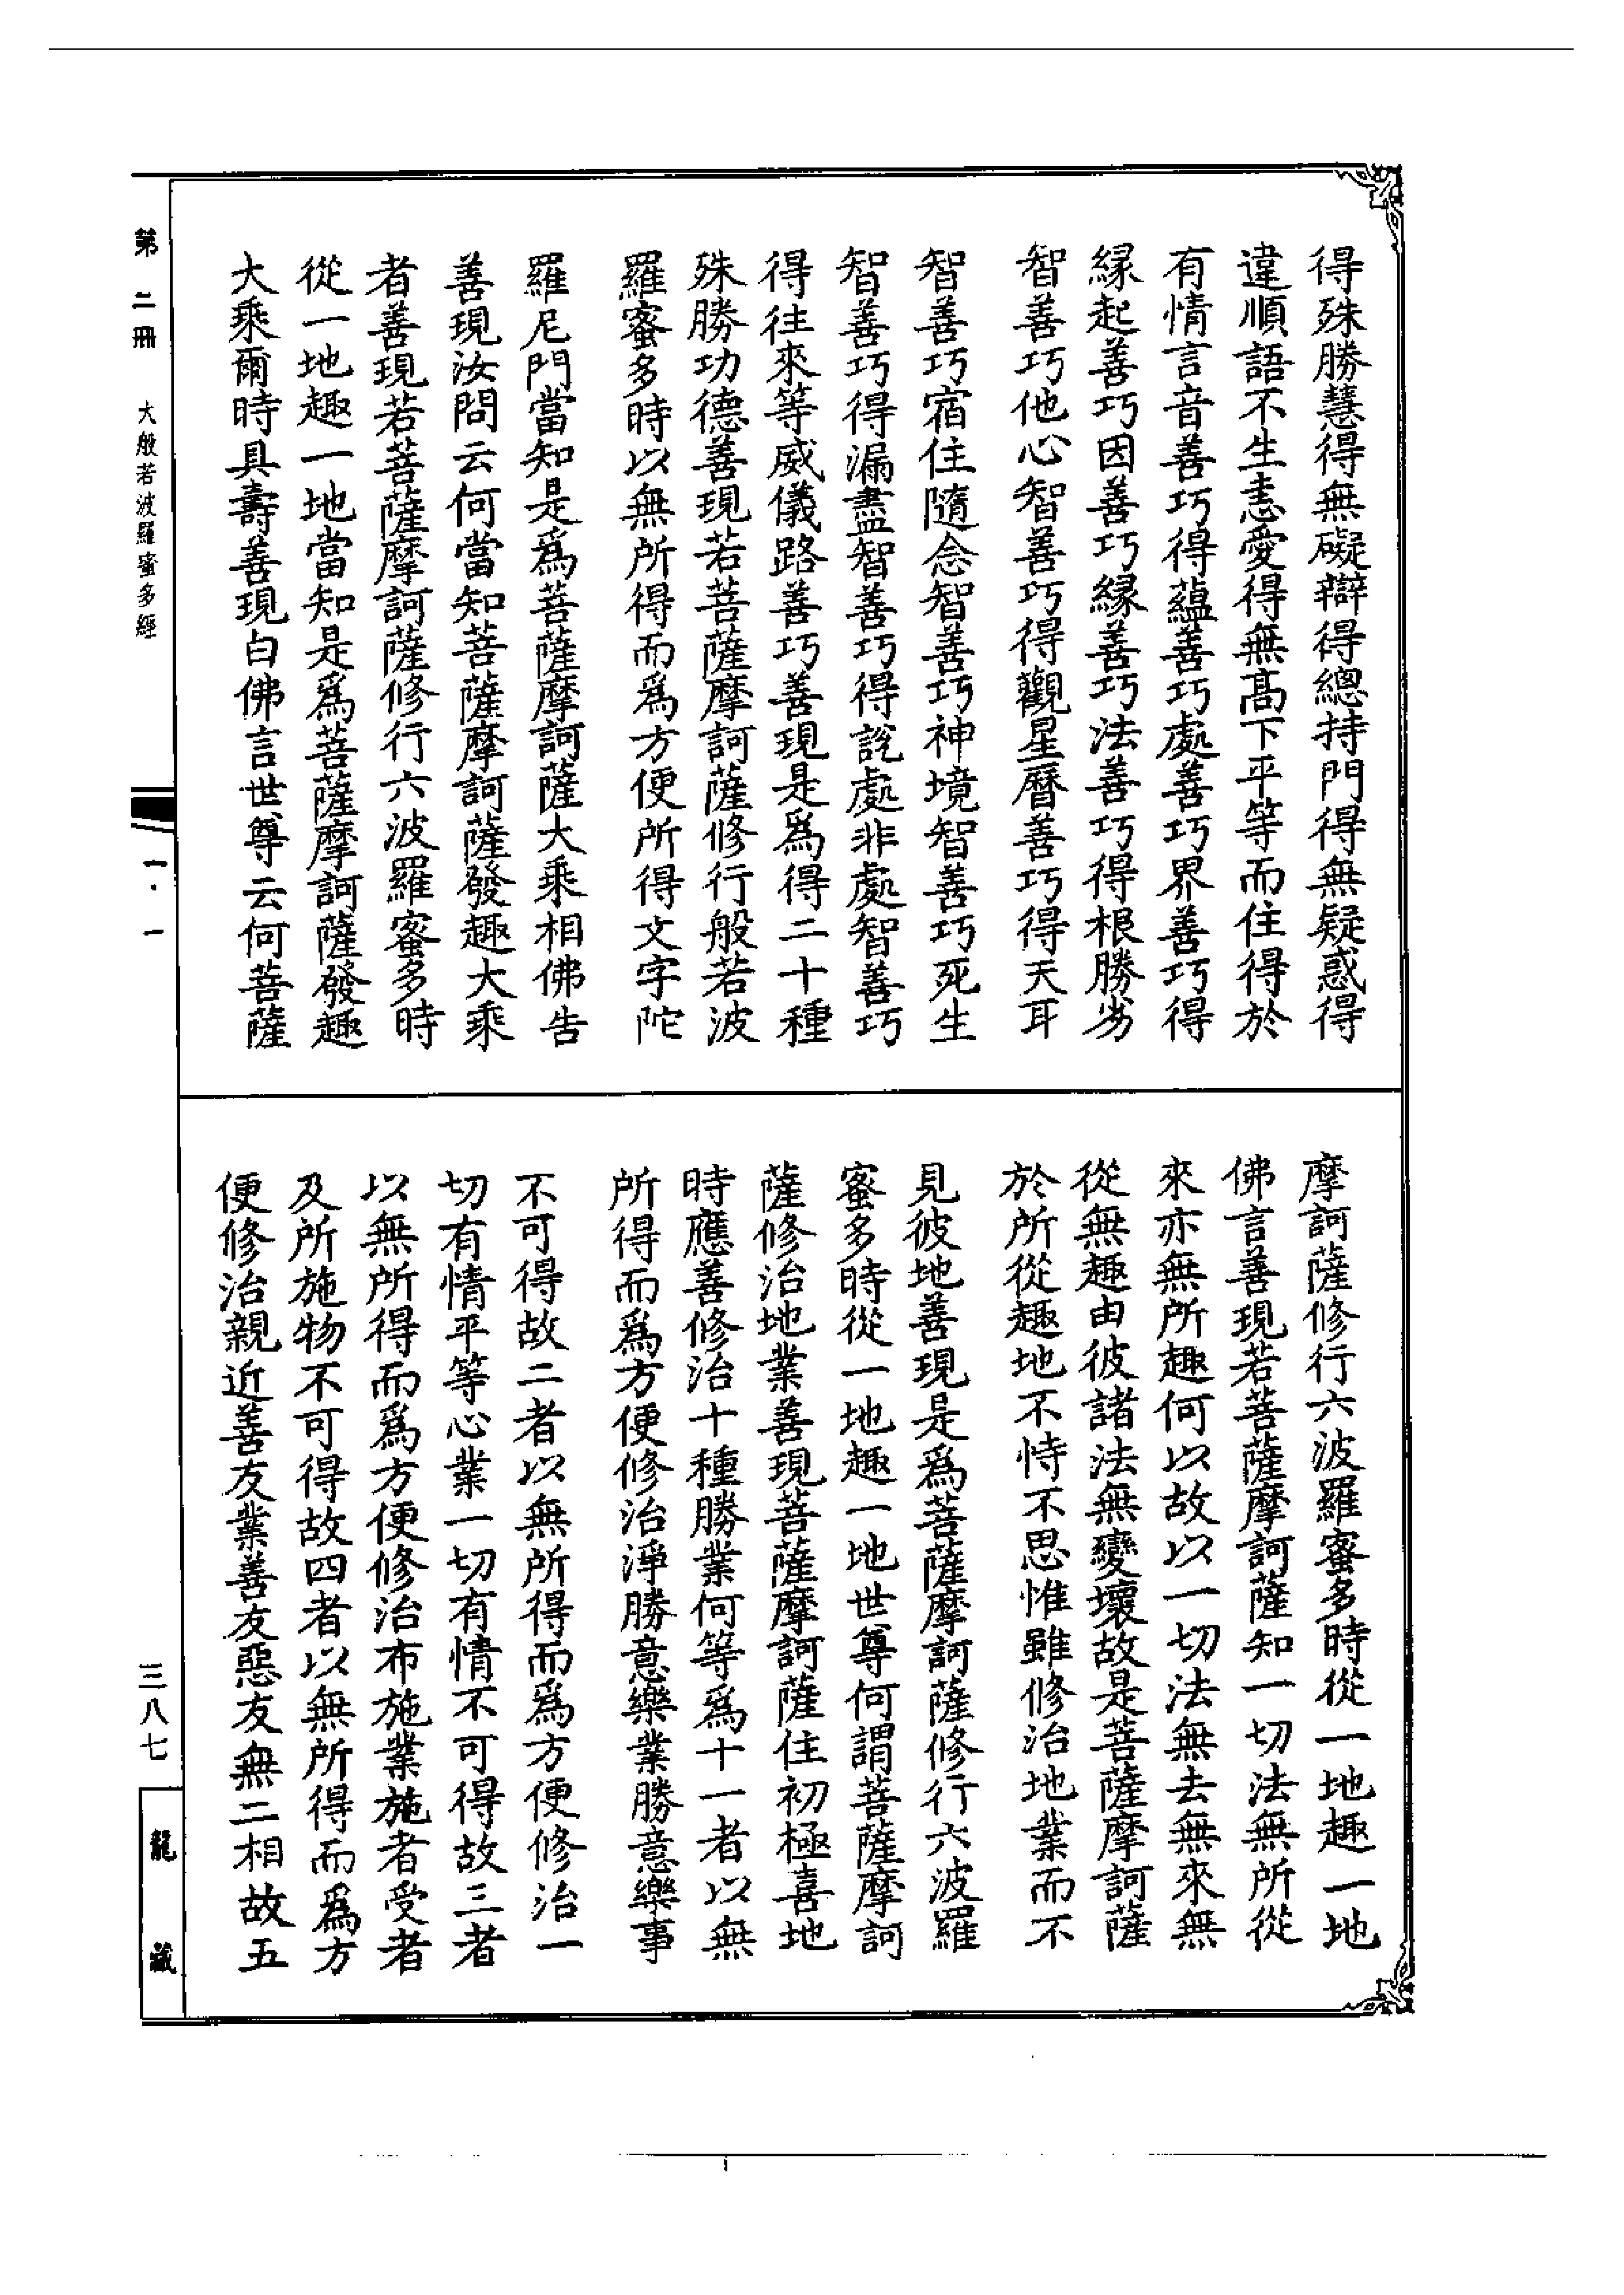 得殊勝慧得無礙辯得總持門得無疑惑得
違順語不生恚愛得無高下平等而住得於
有情言音善巧得蘊善巧處善巧界善巧得
緣起善巧因善巧緣善巧法善巧得根勝劣
智善巧他心智善巧得觀星曆善巧得天耳
智善巧宿住隨念智善巧神境智善巧死生
智善巧得漏盡智善巧得說處非處智善巧
得往來等威儀路善巧善現是為得二十種
殊勝功德善現若菩薩摩訶薩修行般若波
羅蜜多時以無所得而為方便所得文字陀
羅尼門當知是為菩薩摩訶薩大乘相佛告
善現汝問云何當知菩薩摩訶薩發趣大乘
者善現若菩薩摩訶薩修行六波羅蜜多時
從一地趣一地當知是為菩薩摩訶薩發趣
大乘爾時具壽善現白佛言世尊云何菩薩
摩訶薩修行六波羅蜜多時從一地趣一地
佛言善現若菩薩摩訶薩知一切法無所從
來亦無所趣何以故以一切法無去無來無
從無趣由彼諸法無變壞故是菩薩摩訶薩
於所從趣地不恃不思惟雖修治地業而不
見彼地善現是為菩薩摩訶薩修行六波羅
蜜多時從一地趣一地世尊何謂菩薩摩訶
薩修治地業善現菩薩摩訶薩住初極喜地
時應善修治十種勝業何等為十一者以無
所得而為方便修治淨勝意樂業勝意樂事
不可得故二者以無所得而為方便修治一
切有情平等心業一切有情不可得故三者
以無所得而為方便修治布施業施者受者
及所施物不可得故四者以無所得而為方
便修治親近善友業善友惡友無二相故五
第二冊 大般若波羅蜜多經
一·一
三八七
龍藏